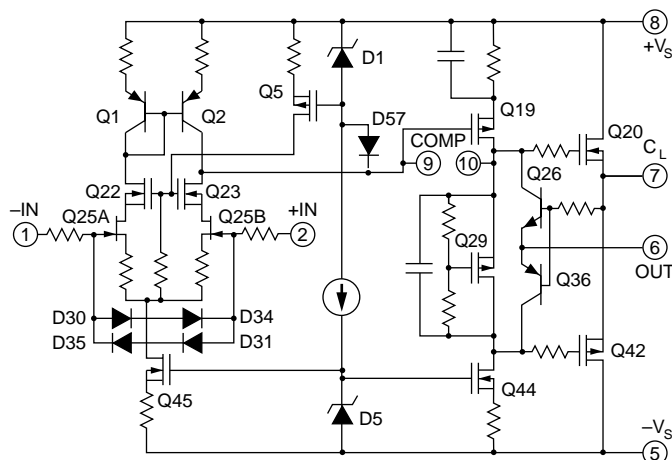 8
+VS
D1
Q5
Q1
Q2
D57
Q19
COMP
9
10
Q20
CL
7
Q26
Q22
Q23
–IN
1
Q25A
Q25B
+IN
2
Q29
6
OUT
Q36
D30
D34
D35
D31
Q42
Q45
D5
Q44
–VS
5